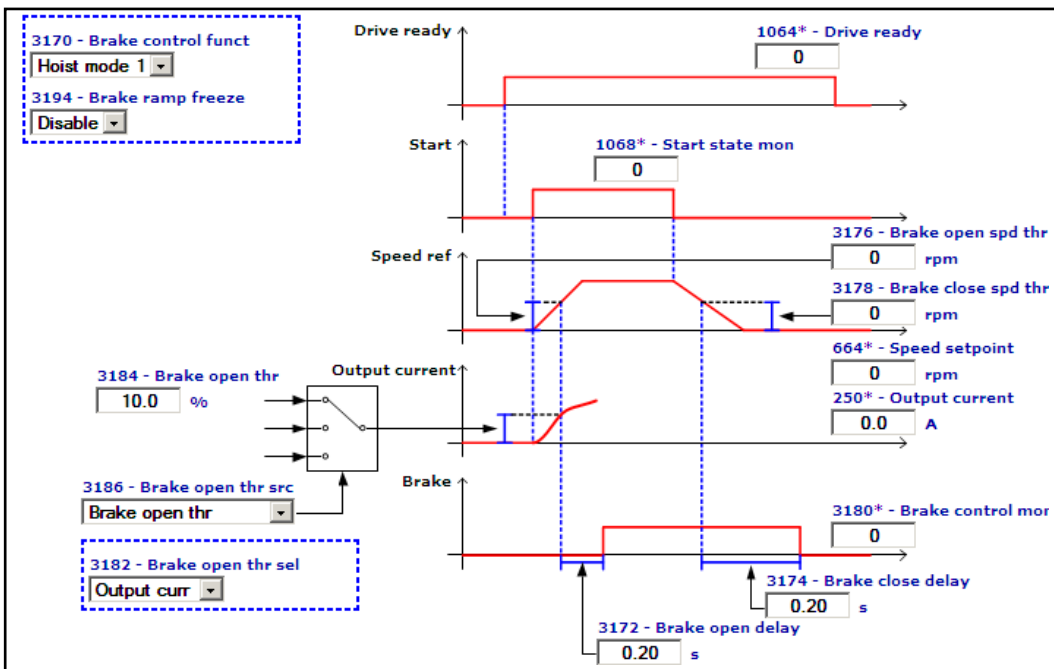 3170 - Brake control funct
Hoist mode 1
3194 - Brake ramp freeze
Disable
Drive ready
1064* - Drive ready
0
Start
1068* - Start state mon
0
Speed ref
3176 - Brake open spd thr
0 rpm
3178 - Brake close spd thr
0 rpm
664* - Speed setpoint
0 rpm
3184 - Brake open thr
10.0 %
Output current
250* - Output current
0.0 A
3186 - Brake open thr src
Brake open thr
Brake
3180* - Brake control mor
0
3182 - Brake open thr sel
Output curr
3174 - Brake close delay
0.20 s
3172 - Brake open delay
0.20 s